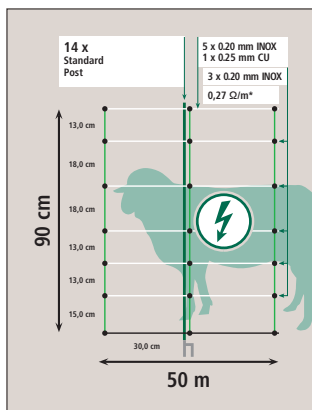 14 x
Standard
Post
5 x 0.20 mm INOX
1 x 0.25 mm CU
3 x 0.20 mm INOX
0,27 Ω/m*
13,0 cm
18,0 cm
18,0 cm
13,0 cm
13,0 cm
15,0 cm
90 cm
30,0 cm
50 m